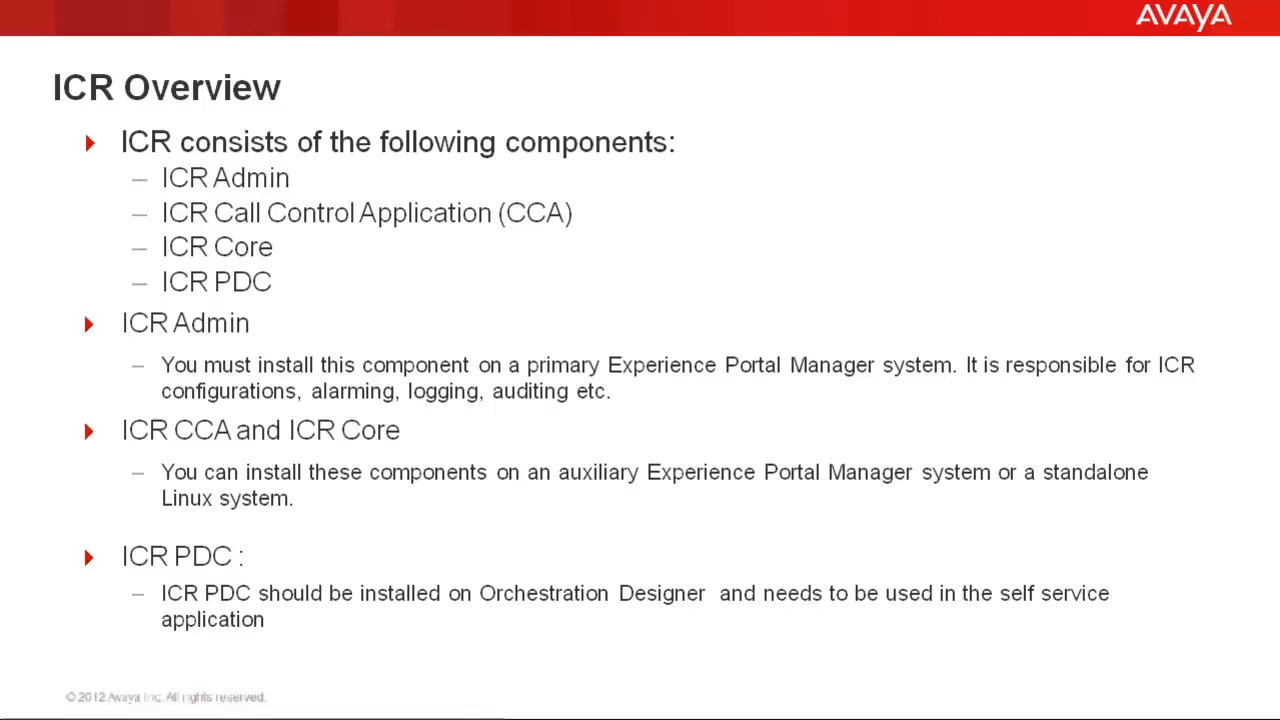 AVAYA
ICR Overview
ICR consists of the following components:
– ICR Admin
– ICR Call Control Application (CCA)
– ICR Core
– ICR PDC
ICR Admin
– You must install this component on a primary Experience Portal Manager system. It is responsible for ICR
configurations, alarming, logging, auditing etc.
ICR CCA and ICR Core
– You can install these components on an auxiliary Experience Portal Manager system or a standalone
Linux system.
ICR PDC :
– ICR PDC should be installed on Orchestration Designer and needs to be used in the self service
application
© 2012 Avaya Inc. All rights reserved.